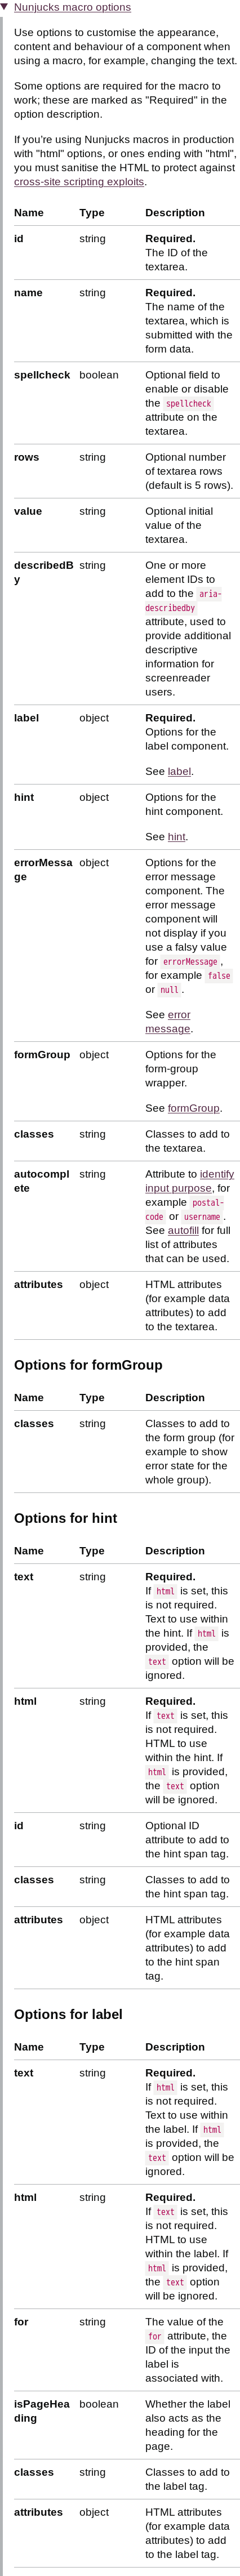 Nunjucks macro options
Use options to customise the appearance,
content and behaviour of a component when
using a macro, for example, changing the text.
Some options are required for the macro to
work; these are marked as "Required" in the
option description.
If you're using Nunjucks macros in production
with "html" options, or ones ending with "html",
you must sanitise the HTML to protect against
cross-site scripting exploits.
Name Type Description
id string Required.
The ID of the
textarea.
name string Required.
The name of the
textarea, which is
submitted with the
form data.
spellcheck boolean Optional field to
enable or disable
the spellcheck
attribute on the
textarea.
rows string Optional number
of textarea rows
(default is 5 rows).
value string Optional initial
value of the
textarea.
describedB string One or more
y element IDs to
add to the aria-
describedby
attribute, used to
provide additional
descriptive
information for
screenreader
users.
label object Required.
Options for the
label component.
See label.
hint object Options for the
hint component.
See hint.
errorMessa object Options for the
ge error message
component. The
error message
component will
not display if you
use a falsy value
for errorMessage ,
for example false
or null .
See error
message.
formGroup object Options for the
form-group
wrapper.
See formGroup.
classes string Classes to add to
the textarea.
autocompl string Attribute to identify
ete input purpose, for
example postal-
code or username .
See autofill for full
list of attributes
that can be used.
attributes object HTML attributes
(for example data
attributes) to add
to the textarea.
Options for formGroup
Name Type Description
classes string Classes to add to
the form group (for
example to show
error state for the
whole group).
Options for hint
Name Type Description
text string Required.
If html is set, this
is not required.
Text to use within
the hint. If html is
provided, the
text option will be
ignored.
html string Required.
If text is set, this
is not required.
HTML to use
within the hint. If
html is provided,
the text option
will be ignored.
id string Optional ID
attribute to add to
the hint span tag.
classes string Classes to add to
the hint span tag.
attributes object HTML attributes
(for example data
attributes) to add
to the hint span
tag.
Options for label
Name Type Description
text string Required.
If html is set, this
is not required.
Text to use within
the label. If html
is provided, the
text option will be
ignored.
html string Required.
If text is set, this
is not required.
HTML to use
within the label. If
html is provided,
the text option
will be ignored.
for string The value of the
for attribute, the
ID of the input the
label is
associated with.
isPageHea boolean Whether the label
ding also acts as the
heading for the
page.
classes string Classes to add to
the label tag.
attributes object HTML attributes
(for example data
attributes) to add
to the label tag.